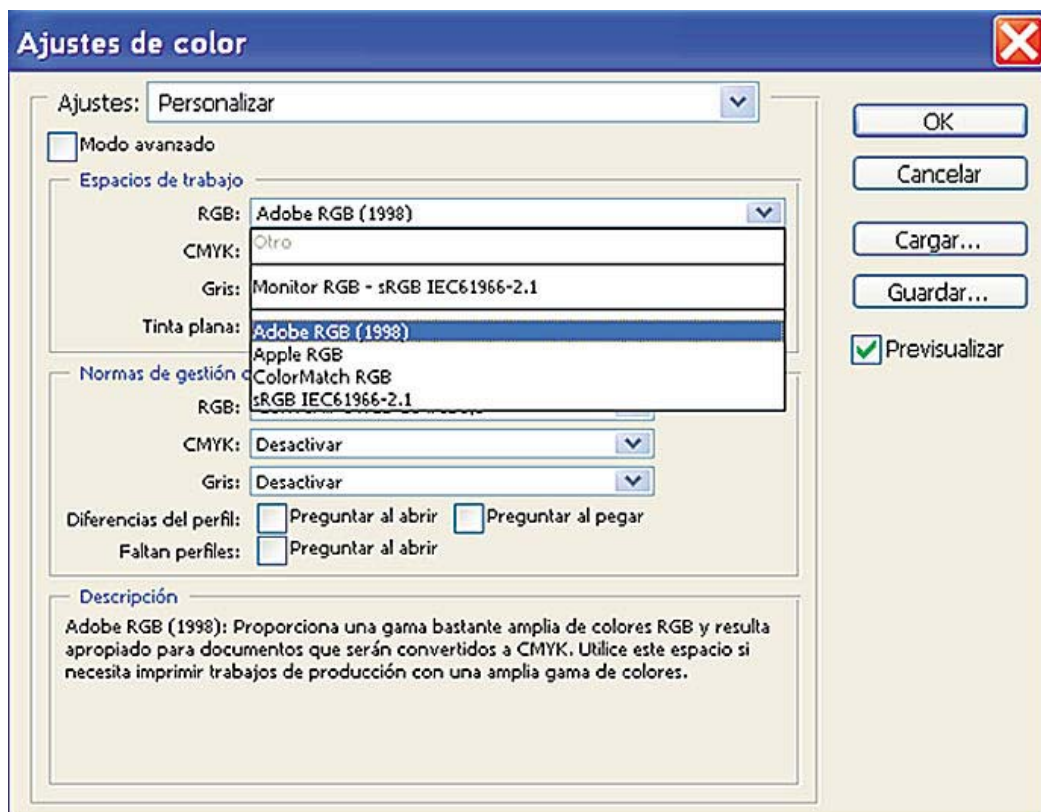 Ajustes de color
Ajustes: Personalizar
Modo avanzado
Espacios de trabajo
RGB: Adobe RGB (1998)
CMYK: Otro
Gris: Monitor RGB - sRGB IEC61966-2.1
Tinta plana: Adobe RGB (1998)
Apple RGB
ColorMatch RGB
sRGB IEC61966-2.1
Normas de gestión
RGB:
CMYK: Desactivar
Gris: Desactivar
Diferencias del perfil: Preguntar al abrir Preguntar al pegar
Faltan perfiles: Preguntar al abrir
Descripción
Adobe RGB (1998): Proporciona una gama bastante amplia de colores RGB y resulta
apropiado para documentos que serán convertidos a CMYK. Utilice este espacio si
necesita imprimir trabajos de producción con una amplia gama de colores.
OK
Cancelar
Cargar...
Guardar...
Previsualizar